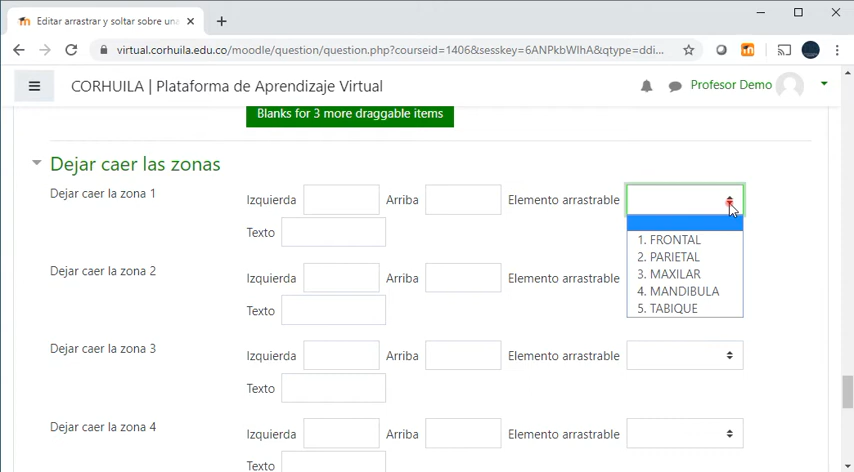 Editar arrastrar y soltar sobre una
virtual.corhuila.edu.co/moodle/question/question.php?courseid=1406&sesskey=6ANPkbWIhA&qtype=ddi...
CORHUILA | Plataforma de Aprendizaje Virtual
Profesor Demo
Blanks for 3 more draggable items
Dejar caer las zonas
Dejar caer la zona 1
Izquierda Arriba Elemento arrastrable
Texto
1. FRONTAL
2. PARIETAL
3. MAXILAR
4. MANDIBULA
5. TABIQUE
Dejar caer la zona 2
Izquierda Arriba Elemento arrastrable
Texto
Dejar caer la zona 3
Izquierda Arriba Elemento arrastrable
Texto
Dejar caer la zona 4
Izquierda Arriba Elemento arrastrable
Texto